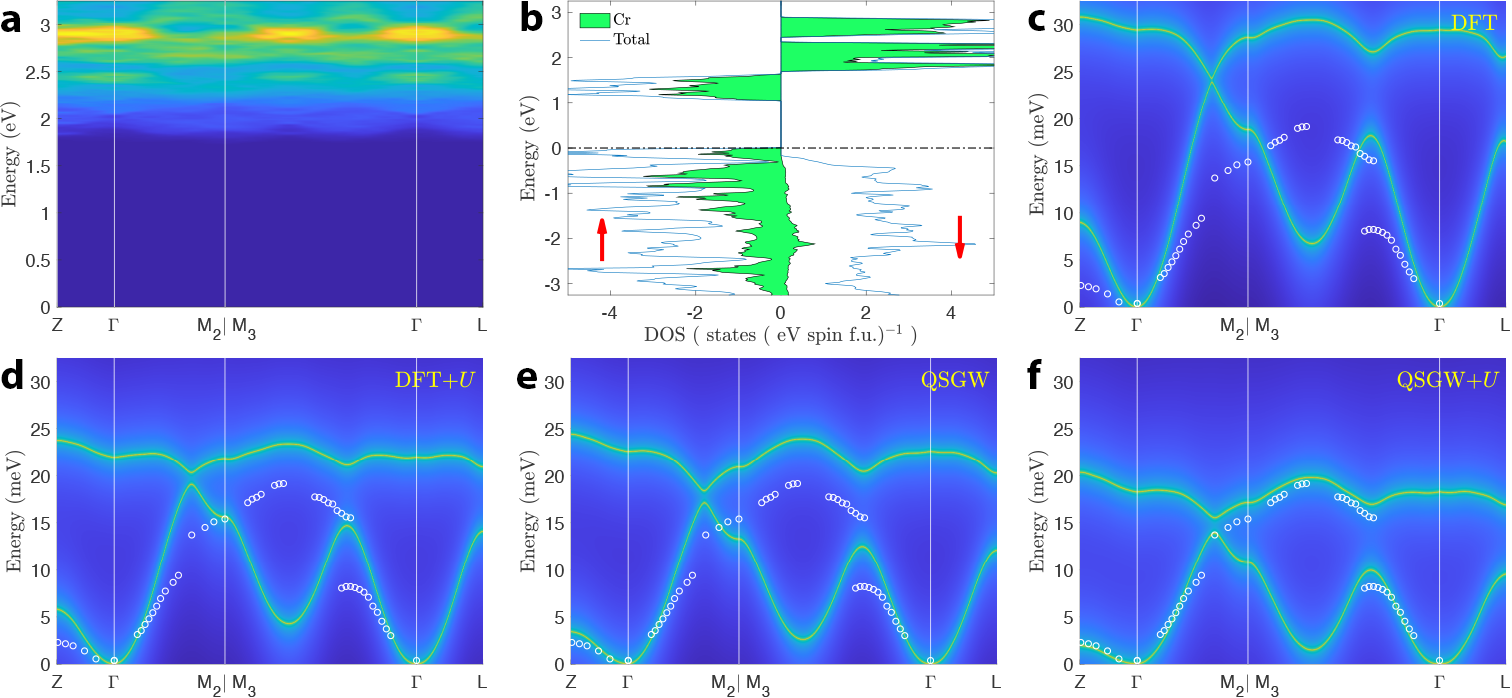 a
3
2.5
2
1.5
1
0.5
0
Energy (eV)
Z Γ M2| M3 Γ L
b
Cr
Total
3
2
1
0
-1
-2
-3
Energy (eV)
-4 -2 0 2 4
DOS ( states ( eV spin f.u.)−1 )
c
DFT
30
25
20
15
10
5
0
Energy (meV)
Z Γ M2| M3 Γ L
d
DFT+U
30
25
20
15
10
5
0
Energy (meV)
Z Γ M2| M3 Γ L
e
QSGW
30
25
20
15
10
5
0
Energy (meV)
Z Γ M2| M3 Γ L
f
QSGW+U
30
25
20
15
10
5
0
Energy (meV)
Z Γ M2| M3 Γ L